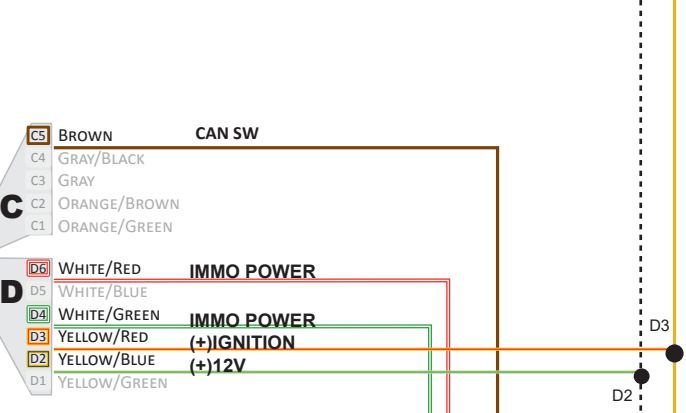 C5 BROWN CAN SW
C4 GRAY/BLACK
C3 GRAY
C
C2 ORANGE/BROWN
C1 ORANGE/GREEN
D6 WHITE/RED IMMO POWER
D
D5 WHITE/BLUE
D4 WHITE/GREEN IMMO POWER
D3 YELLOW/RED (+)IGNITION
D3
D2 YELLOW/BLUE (+)12V
D1 YELLOW/GREEN
D2